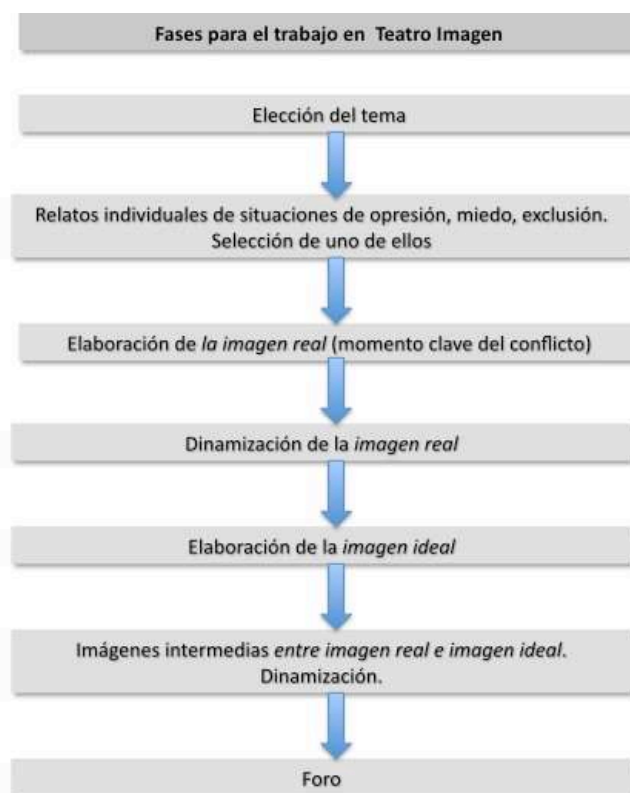 Fases para el trabajo en Teatro Imagen
Elección del tema
Relatos individuales de situaciones de opresión, miedo, exclusión.
Selección de uno de ellos
Elaboración de la imagen real (momento clave del conflicto)
Dinamización de la imagen real
Elaboración de la imagen ideal
Imágenes intermedias entre imagen real e imagen ideal.
Dinamización.
Foro